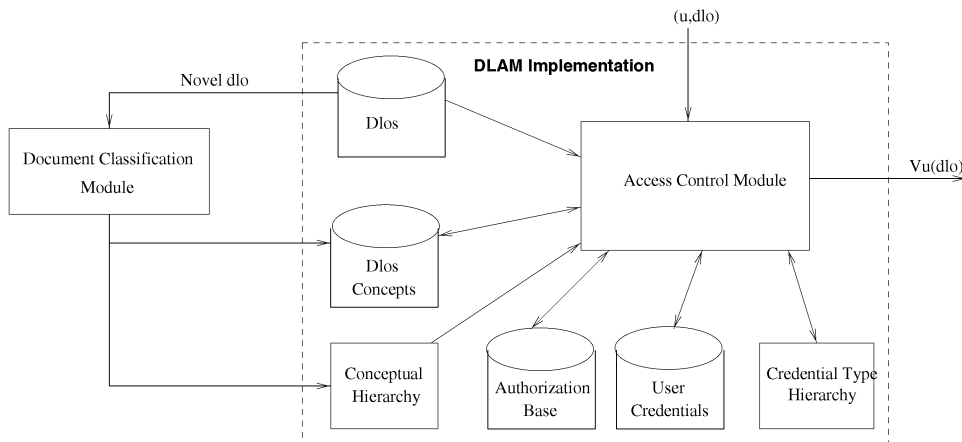 (u,dlo)
DLAM Implementation
Novel dlo
Dlos
Document Classification
Module
Access Control Module
Vu(dlo)
Dlos
Concepts
Conceptual
Hierarchy
Authorization
Base
User
Credentials
Credential Type
Hierarchy